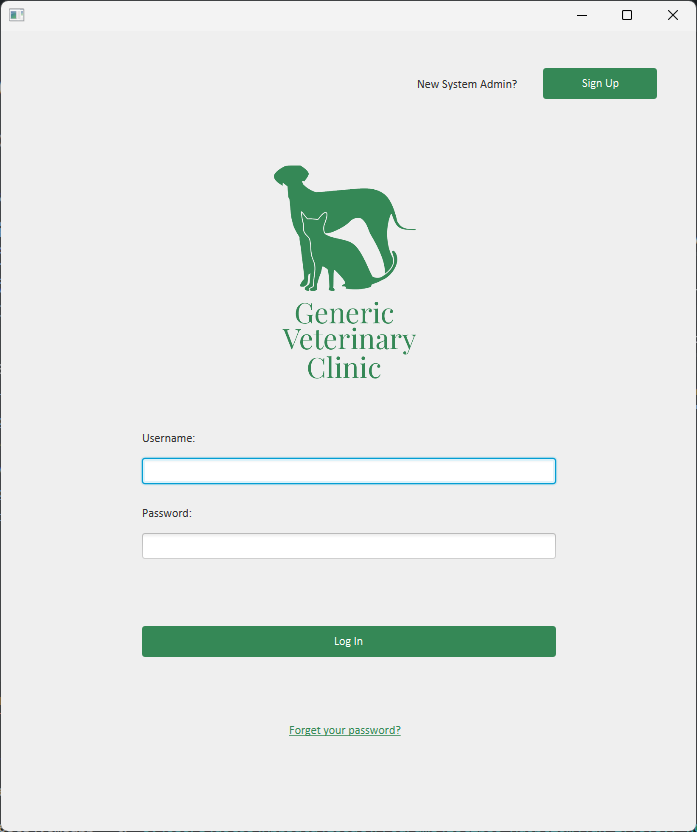 New System Admin?
Sign Up
Generic
Veterinary
Clinic
Username:
Password:
Log In
Forget your password?